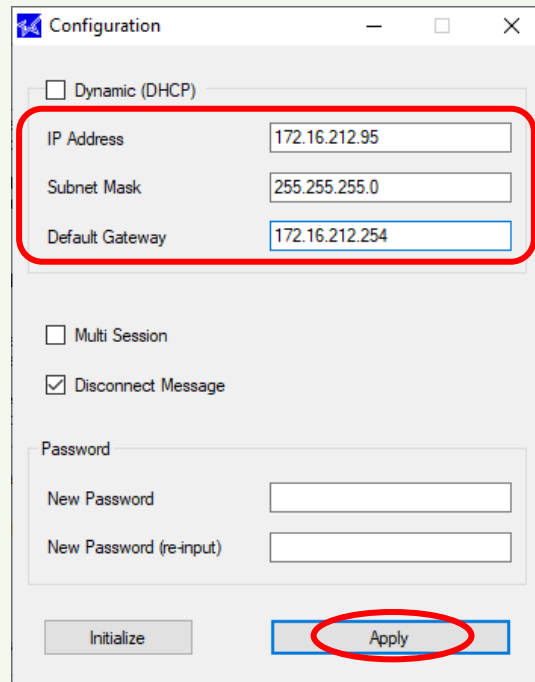 Configuration
Dynamic (DHCP)
IP Address 172.16.212.95
Subnet Mask 255.255.255.0
Default Gateway 172.16.212.254
Multi Session
Disconnect Message
Password
New Password
New Password (re-input)
Initialize Apply